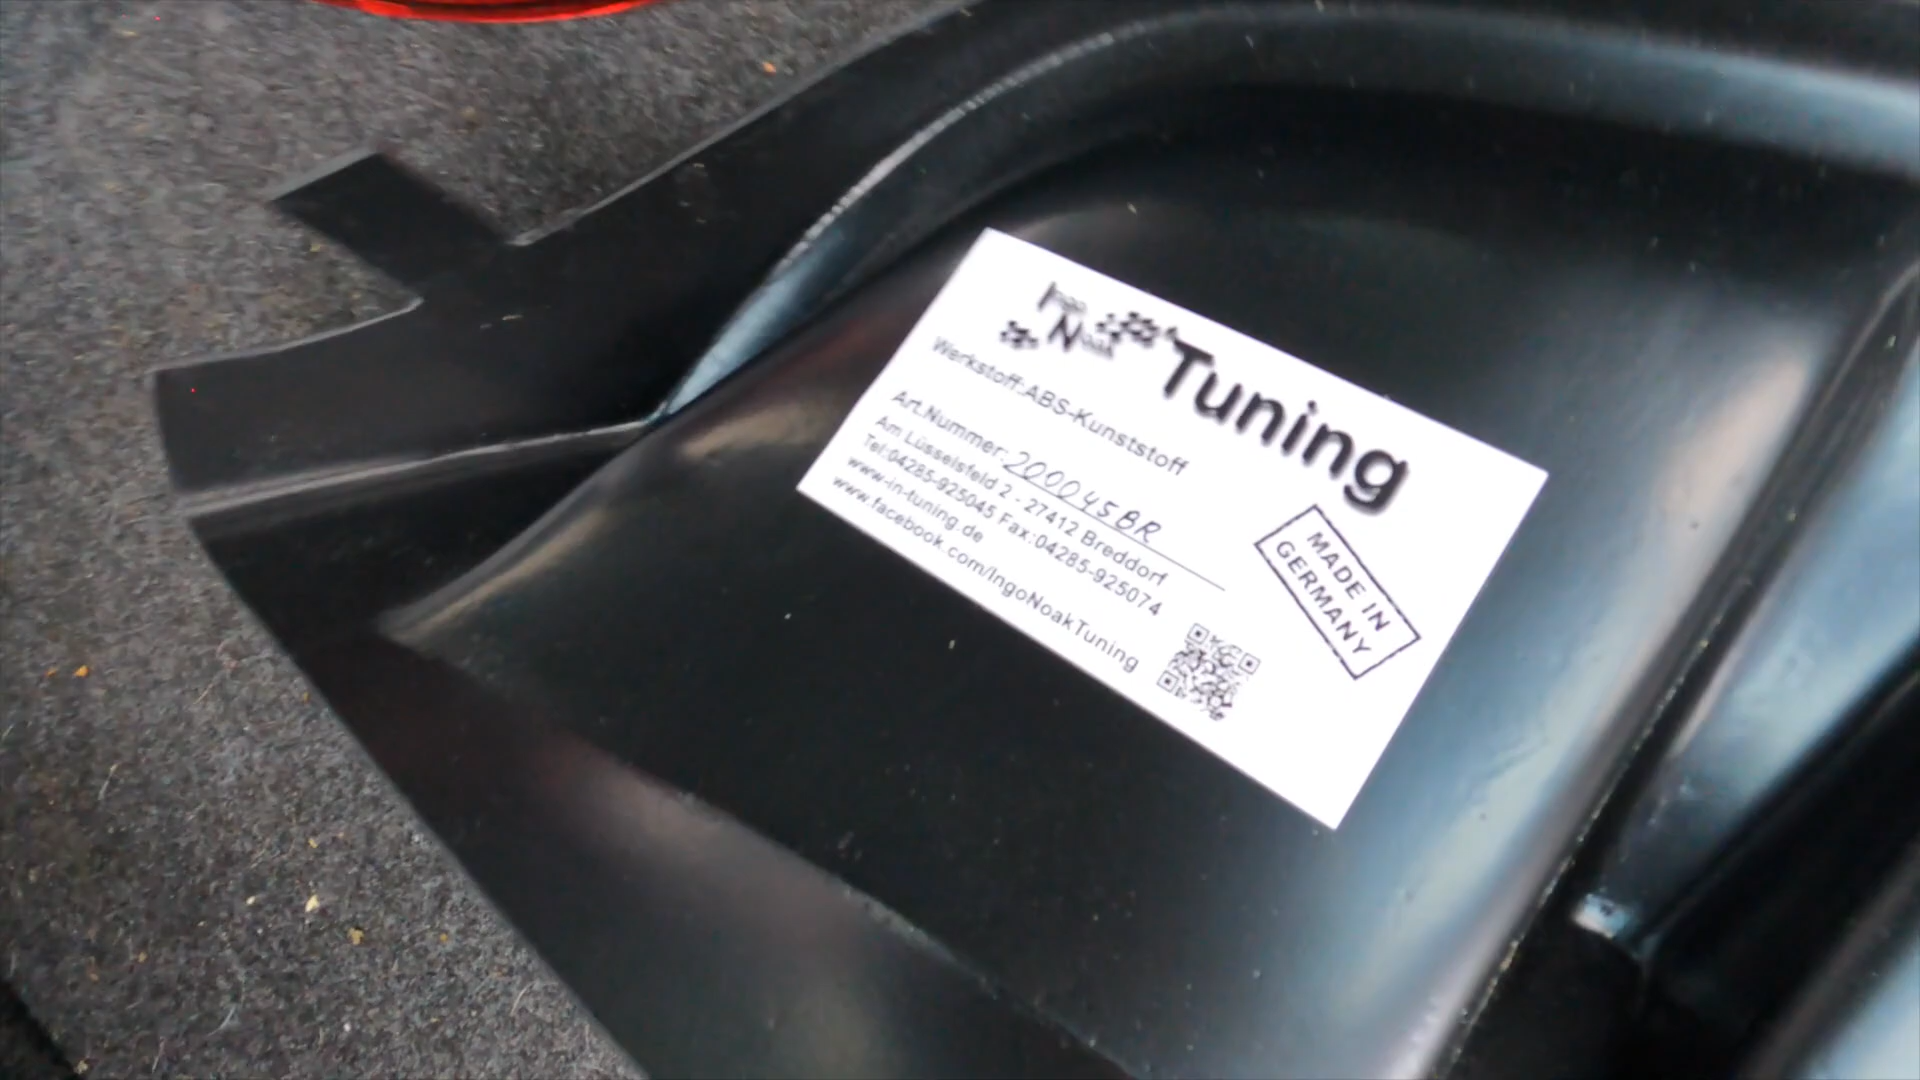 Ingo
Noak Tuning
Werkstoff:ABS-Kunststoff
Art.Nummer: 200045BR
Am Lüsselsfeld 2 - 27412 Breddorf
Tel:04285-925045 Fax:04285-925074
www-in-tuning.de
www.facebook.com/IngoNoakTuning
MADE IN
GERMANY